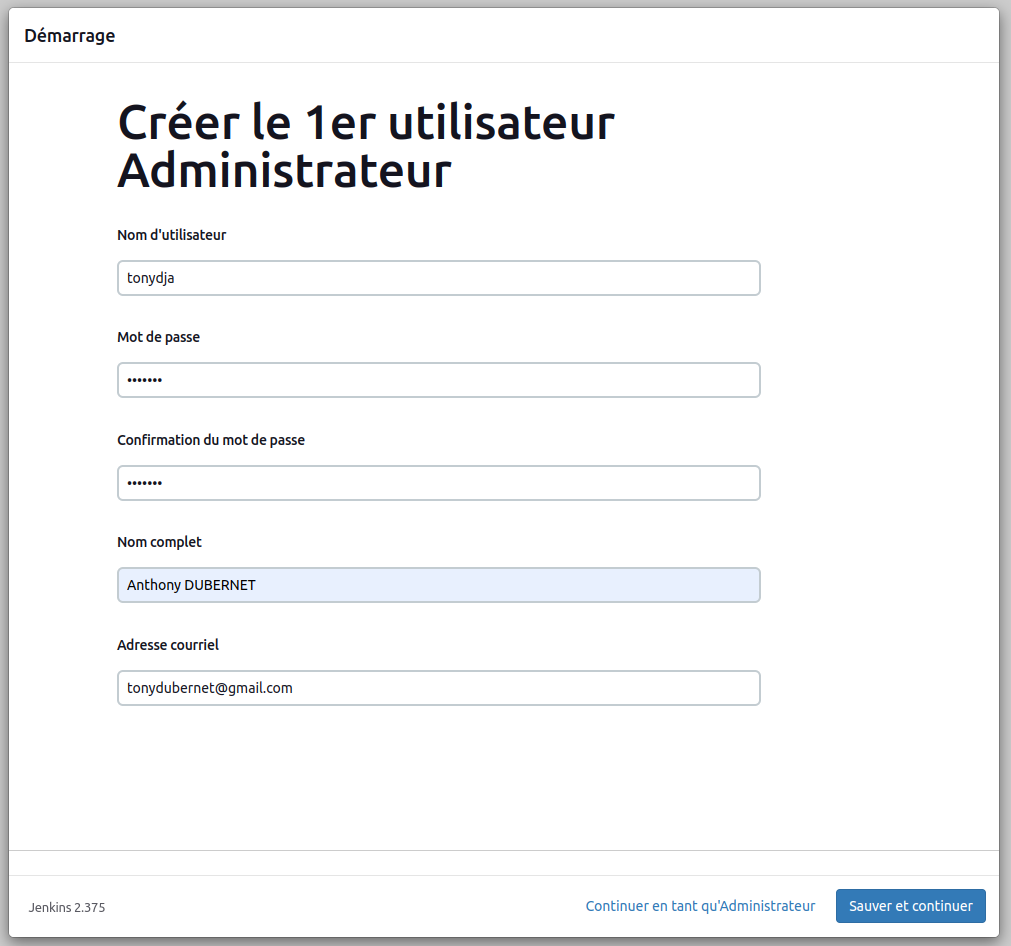 Démarrage
Créer le 1er utilisateur
Administrateur
Nom d'utilisateur
tonydja
Mot de passe
•••••••
Confirmation du mot de passe
•••••••
Nom complet
Anthony DUBERNET
Adresse courriel
tonydubernet@gmail.com
Jenkins 2.375
Continuer en tant qu'Administrateur
Sauver et continuer